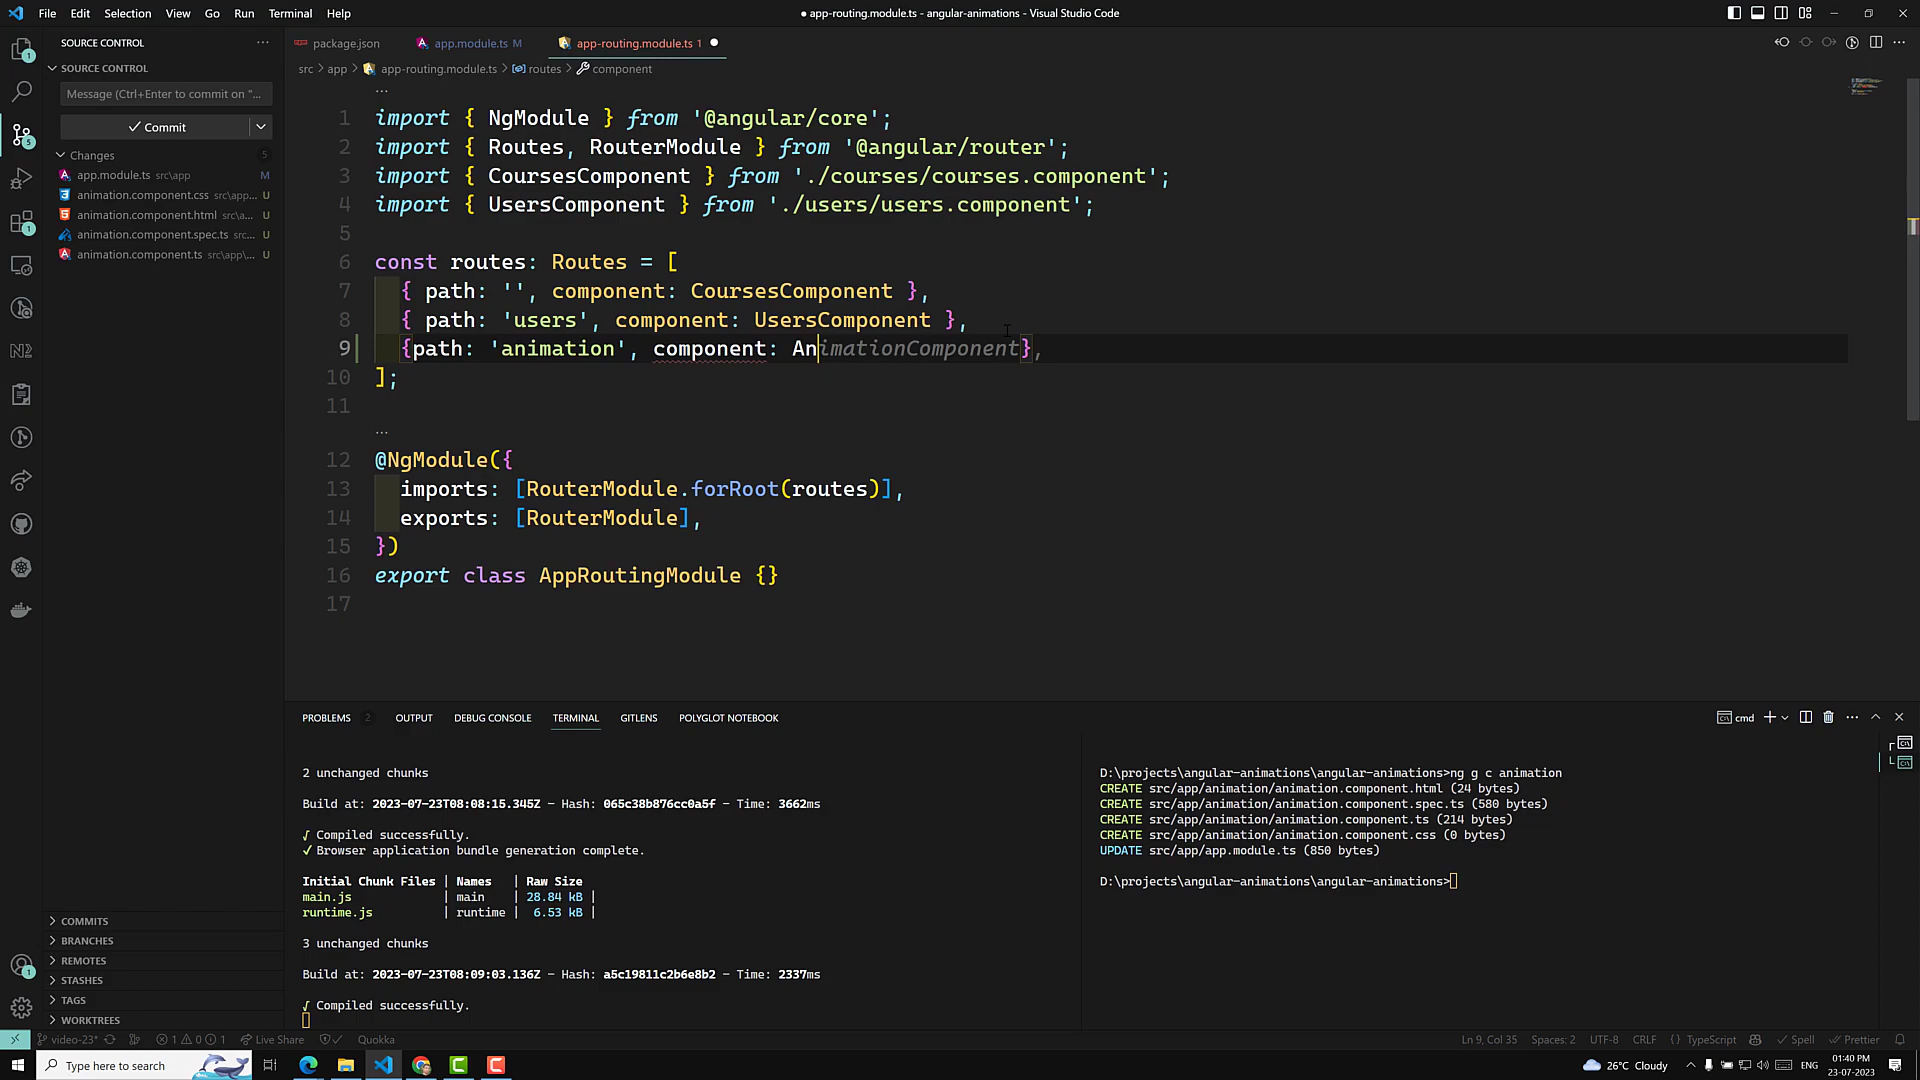 File Edit Selection View Go Run Terminal Help
● app-routing.module.ts - angular-animations - Visual Studio Code
SOURCE CONTROL ...
SOURCE CONTROL
Message (Ctrl+Enter to commit on "...
Commit
Changes 5
app.module.ts src\app M
animation.component.css src\app... U
animation.component.html src\a... U
animation.component.spec.ts src... U
animation.component.ts src\app\... U
COMMITS
BRANCHES
REMOTES
STASHES
TAGS
WORKTREES
package.json app.module.ts M app-routing.module.ts 1 ●
src > app > app-routing.module.ts > routes > component
...
1 import { NgModule } from '@angular/core';
2 import { Routes, RouterModule } from '@angular/router';
3 import { CoursesComponent } from './courses/courses.component';
4 import { UsersComponent } from './users/users.component';
5
6 const routes: Routes = [
7 { path: '', component: CoursesComponent },
8 { path: 'users', component: UsersComponent },
9 {path: 'animation', component: AnimationComponent},
10 ];
11
...
12 @NgModule({
13 imports: [RouterModule.forRoot(routes)],
14 exports: [RouterModule],
15 })
16 export class AppRoutingModule {}
17
PROBLEMS 2 OUTPUT DEBUG CONSOLE TERMINAL GITLENS POLYGLOT NOTEBOOK
cmd
2 unchanged chunks
Build at: 2023-07-23T08:08:15.345Z - Hash: 065c38b876cc0a5f - Time: 3662ms
√ Compiled successfully.
✓ Browser application bundle generation complete.
Initial Chunk Files | Names | Raw Size
main.js | main | 28.84 kB |
runtime.js | runtime | 6.53 kB |
3 unchanged chunks
Build at: 2023-07-23T08:09:03.136Z - Hash: a5c19811c2b6e8b2 - Time: 2337ms
√ Compiled successfully.
D:\projects\angular-animations\angular-animations>ng g c animation
CREATE src/app/animation/animation.component.html (24 bytes)
CREATE src/app/animation/animation.component.spec.ts (580 bytes)
CREATE src/app/animation/animation.component.ts (214 bytes)
CREATE src/app/animation/animation.component.css (0 bytes)
UPDATE src/app/app.module.ts (850 bytes)
D:\projects\angular-animations\angular-animations>
video-23* 1 0 1 Live Share Quokka
Ln 9, Col 35 Spaces: 2 UTF-8 CRLF {} TypeScript Spell Prettier
Type here to search
26°C Cloudy ENG
01:40 PM
23-07-2023